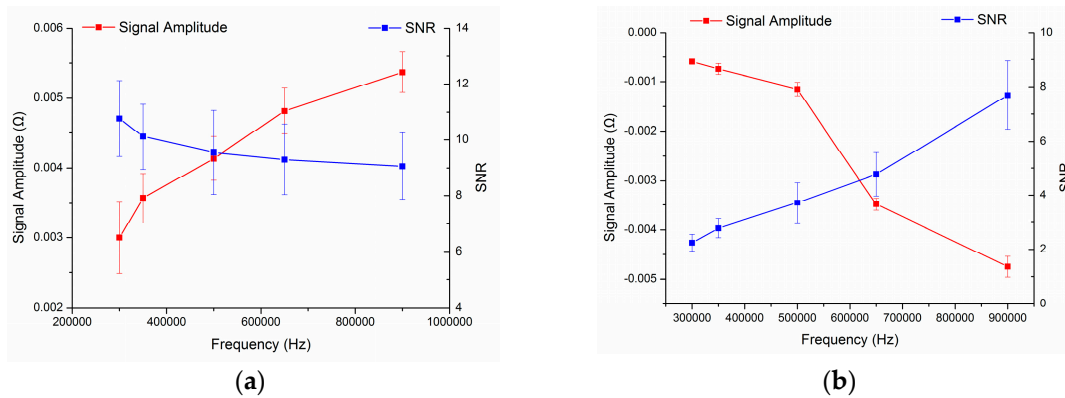 Signal Amplitude
SNR
0.006
0.005
0.004
0.003
0.002
14
12
10
8
6
4
Signal Amplitude (Ω)
SNR
200000 400000 600000 800000 1000000
Frequency (Hz)
(a)
Signal Amplitude
SNR
0.000
-0.001
-0.002
-0.003
-0.004
-0.005
10
8
6
4
2
0
Signal Amplitude (Ω)
SNR
300000 400000 500000 600000 700000 800000 900000
Frequency (Hz)
(b)